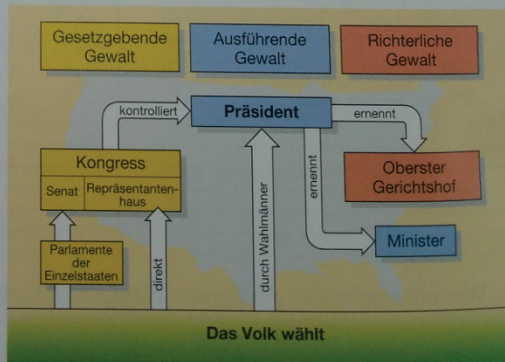 Gesetzgebende
Gewalt
Ausführende
Gewalt
Richterliche
Gewalt
kontrolliert
Präsident
ernennt
Kongress
Senat
Repräsentanten-
haus
ernennt
Oberster
Gerichtshof
Parlamente
der
Einzelstaaten
direkt
durch Wahlmänner
Minister
Das Volk wählt